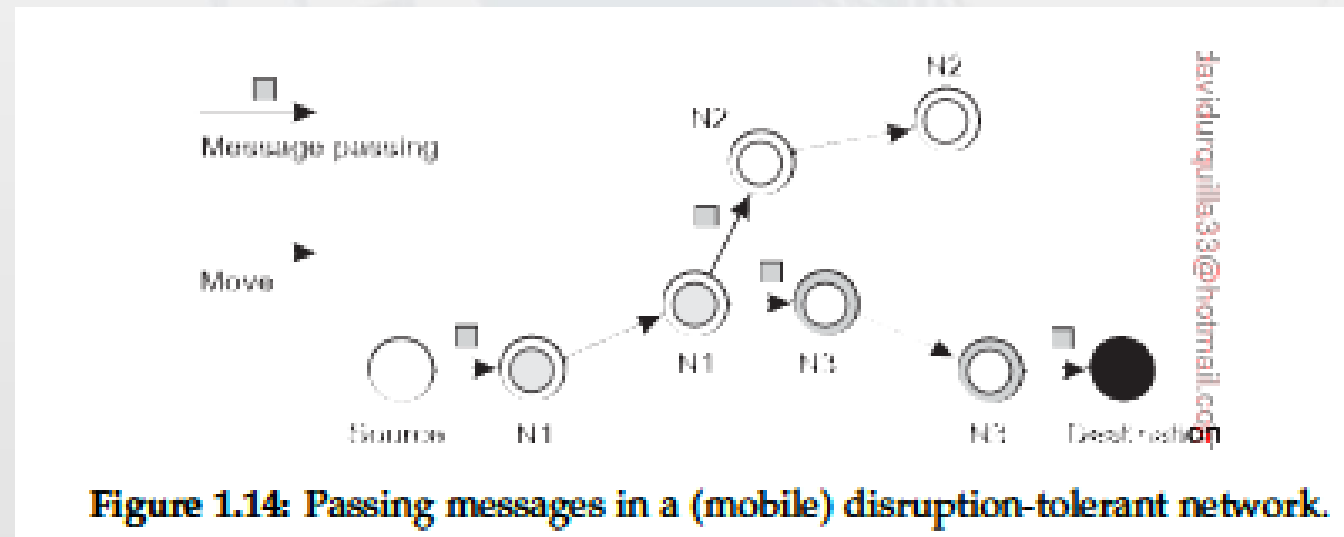 N2
N2
Message passing
Move
N1
N3
Source
N1
N3
Destination
davidurquilla33@hotmail.com
Figure 1.14: Passing messages in a (mobile) disruption-tolerant network.